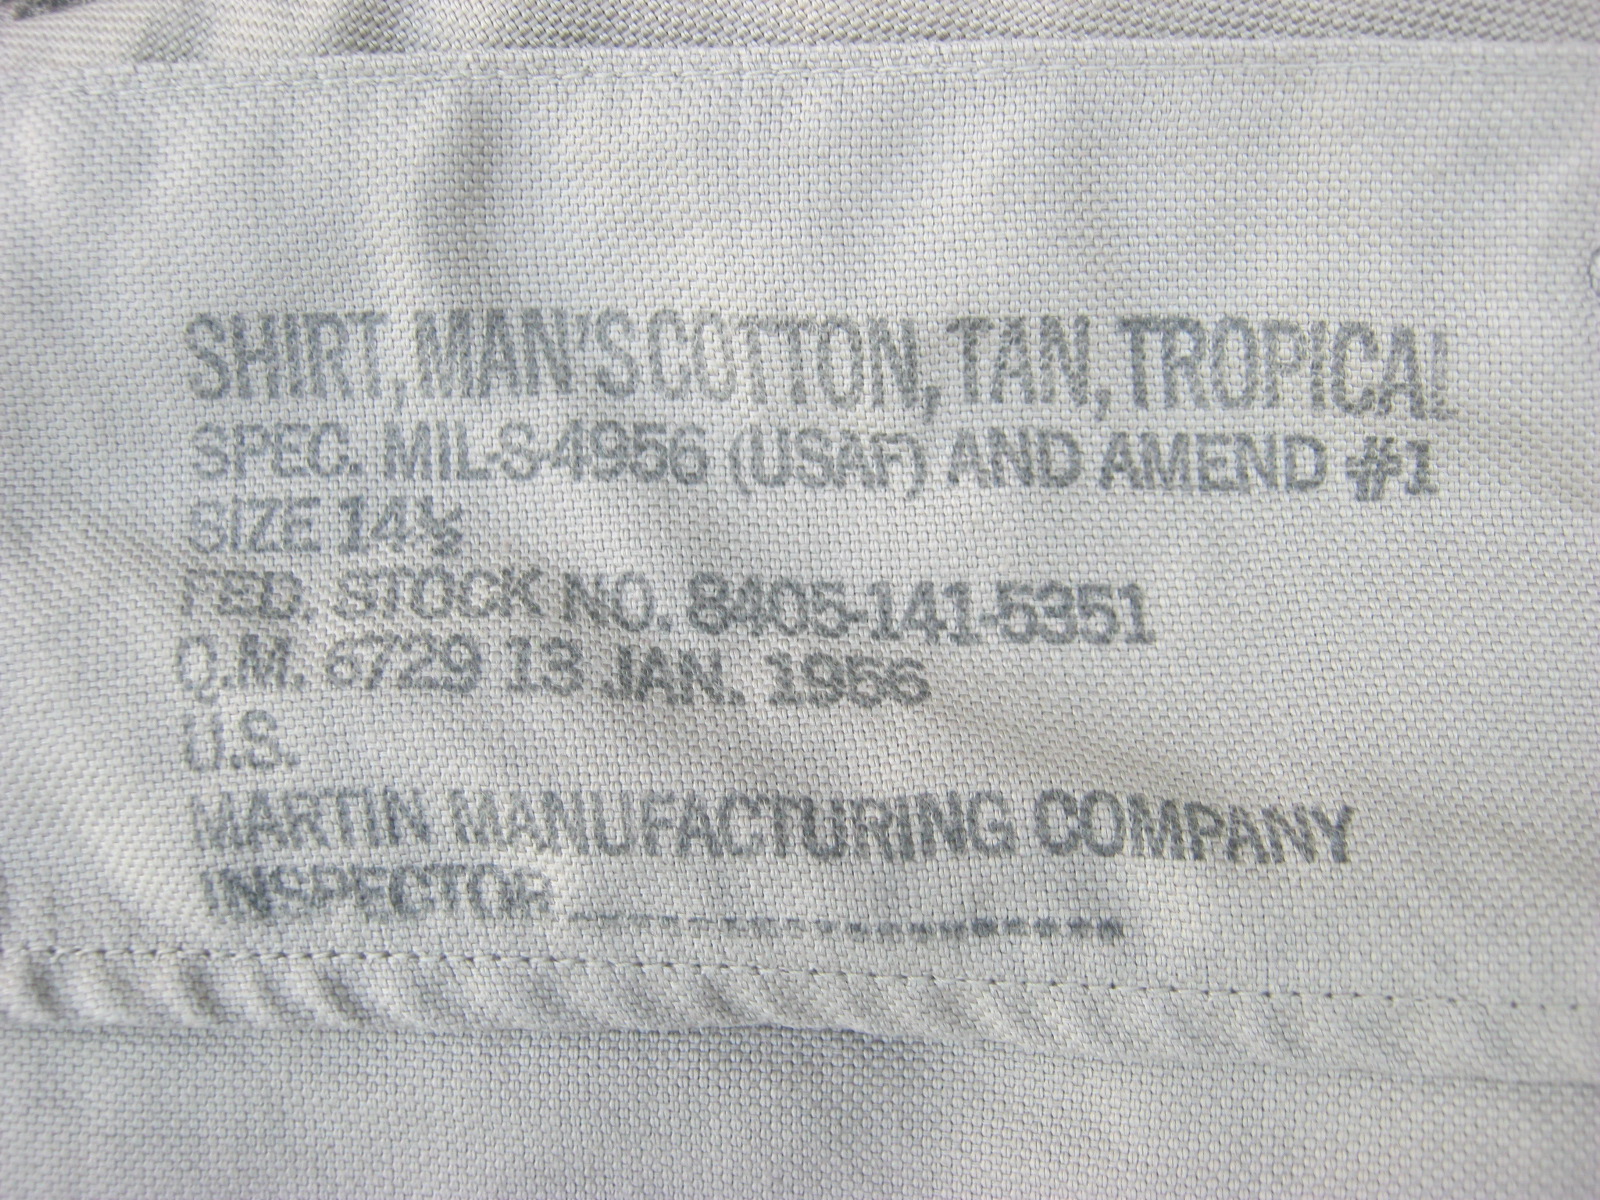 SHIRT, MAN'S COTTON, TAN, TROPICAL
SPEC. MIL-S-4956 (USAF) AND AMEND #1
SIZE 14½
FED. STOCK NO. 8405-141-5351
Q.M. 6729 13 JAN. 1956
U.S.
MARTIN MANUFACTURING COMPANY
INSPECTOR